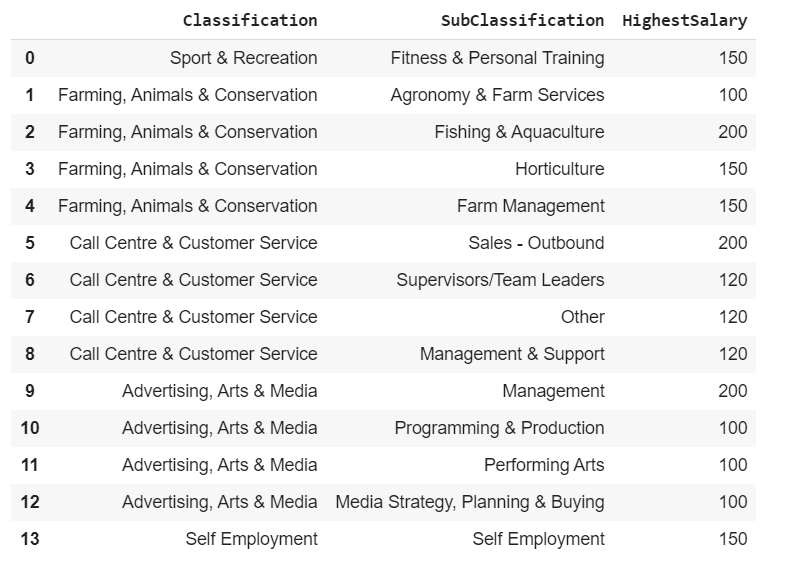 Classification SubClassification HighestSalary
0 Sport & Recreation Fitness & Personal Training 150
1 Farming, Animals & Conservation Agronomy & Farm Services 100
2 Farming, Animals & Conservation Fishing & Aquaculture 200
3 Farming, Animals & Conservation Horticulture 150
4 Farming, Animals & Conservation Farm Management 150
5 Call Centre & Customer Service Sales - Outbound 200
6 Call Centre & Customer Service Supervisors/Team Leaders 120
7 Call Centre & Customer Service Other 120
8 Call Centre & Customer Service Management & Support 120
9 Advertising, Arts & Media Management 200
10 Advertising, Arts & Media Programming & Production 100
11 Advertising, Arts & Media Performing Arts 100
12 Advertising, Arts & Media Media Strategy, Planning & Buying 100
13 Self Employment Self Employment 150